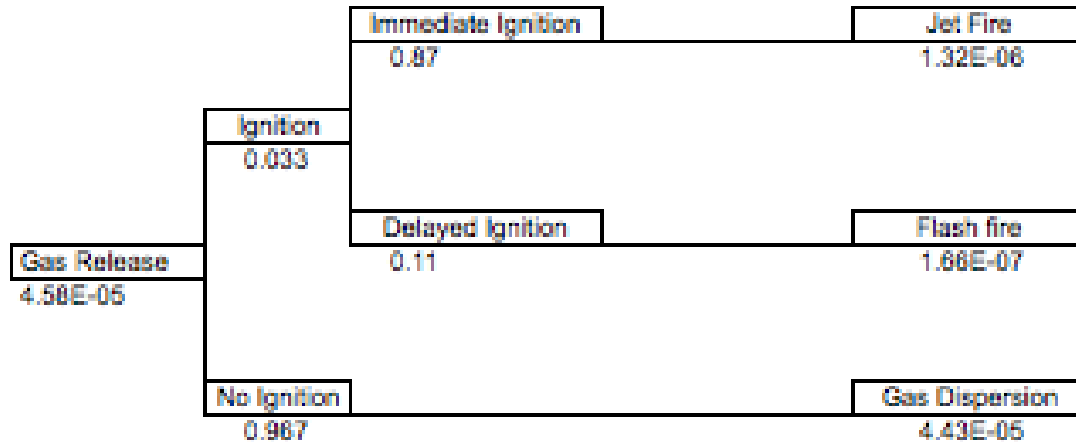 Immediate Ignition
Jet Fire
0.87
1.32E-06
Ignition
0.033
Delayed Ignition
Flash fire
0.11
1.66E-07
Gas Release
4.58E-05
No Ignition
Gas Dispersion
0.967
4.43E-05